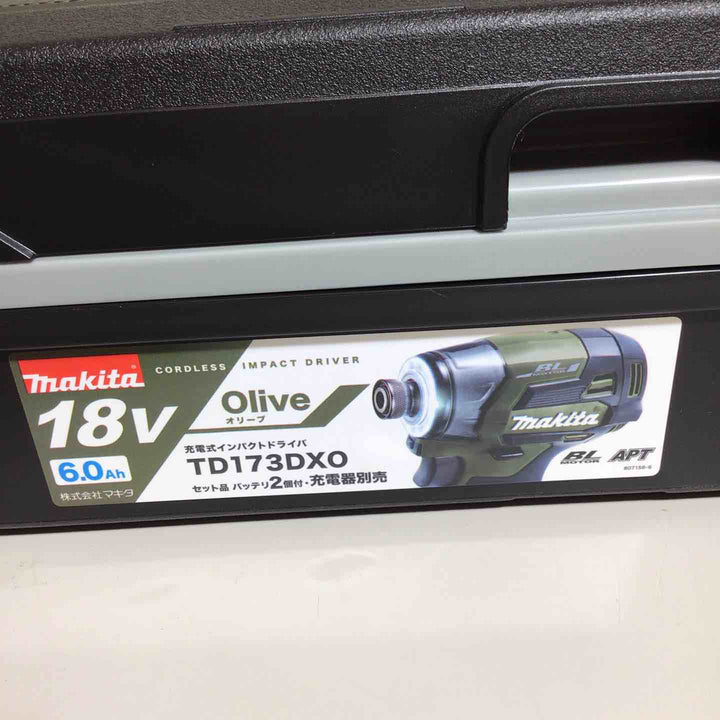 makita
CORDLESS IMPACT DRIVER
18V
6.0Ah
株式会社マキタ
Olive
オリーブ
充電式インパクトドライバ
TD173DXO
セット品 バッテリ2個付・充電器別売
BL
makita
BL
MOTOR
APT